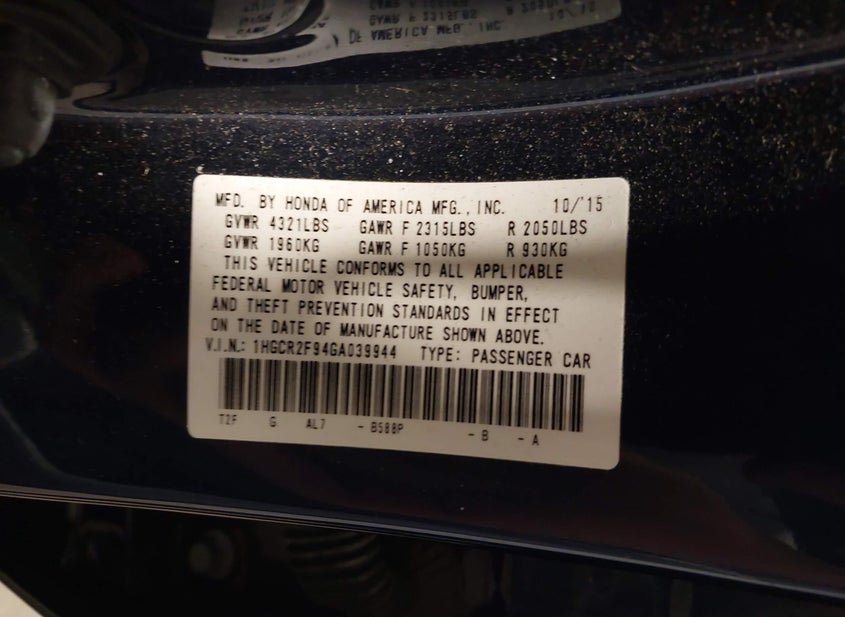 MFD. BY HONDA OF AMERICA MFG., INC. 10/'15
GVWR 4321LBS GAWR F 2315LBS R 2050LBS
GVWR 1960KG GAWR F 1050KG R 930KG
THIS VEHICLE CONFORMS TO ALL APPLICABLE
FEDERAL MOTOR VEHICLE SAFETY, BUMPER,
AND THEFT PREVENTION STANDARDS IN EFFECT
ON THE DATE OF MANUFACTURE SHOWN ABOVE.
V.I.N.: 1HGCR2F94GA039944 TYPE: PASSENGER CAR
T2F G AL7 - B588P - B - A